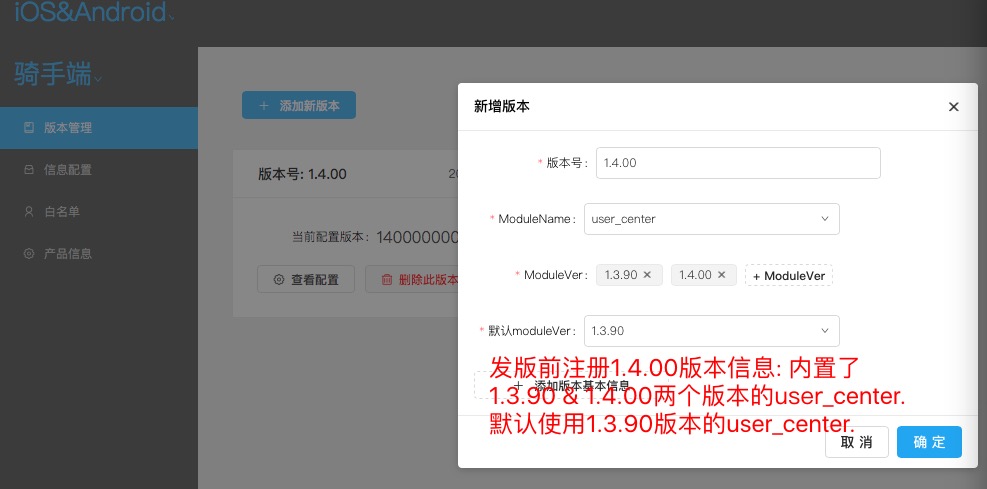 iOS&Android
骑手端
版本管理
信息配置
白名单
产品信息
+ 添加新版本
版本号: 1.4.00
20
当前配置版本: 140000000
查看配置
删除此版本
新增版本
* 版本号: 1.4.00
* ModuleName: user_center
* ModuleVer: 1.3.90 × 1.4.00 × + ModuleVer
* 默认moduleVer: 1.3.90
+ 添加版本基本信息
发版前注册1.4.00版本信息: 内置了
1.3.90 & 1.4.00两个版本的user_center.
默认使用1.3.90版本的user_center.
取 消
确 定